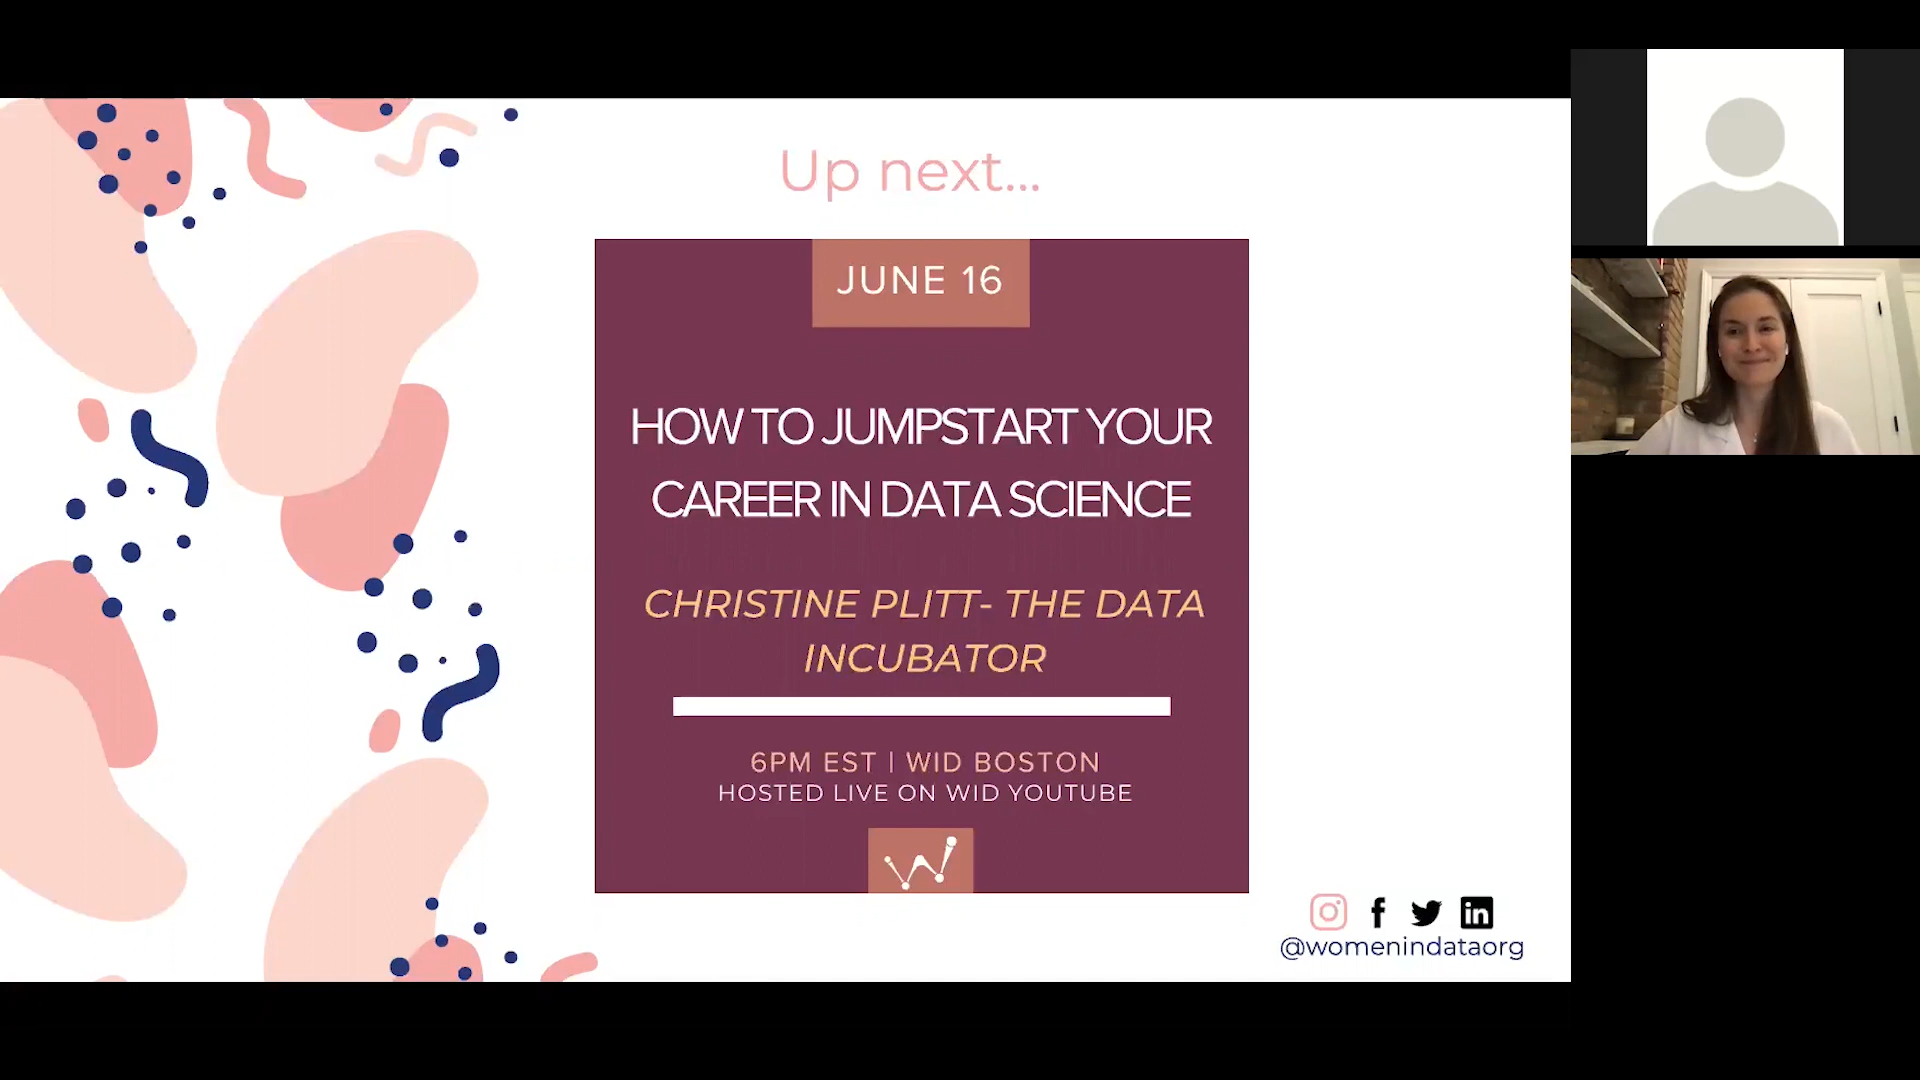 Up next...
JUNE 16
HOW TO JUMPSTART YOUR
CAREER IN DATA SCIENCE
CHRISTINE PLITT- THE DATA
INCUBATOR
6PM EST | WID BOSTON
HOSTED LIVE ON WID YOUTUBE
@womenindataorg